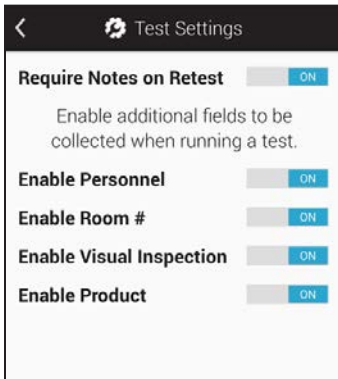 Test Settings
Require Notes on Retest ON
Enable additional fields to be
collected when running a test.
Enable Personnel ON
Enable Room # ON
Enable Visual Inspection ON
Enable Product ON